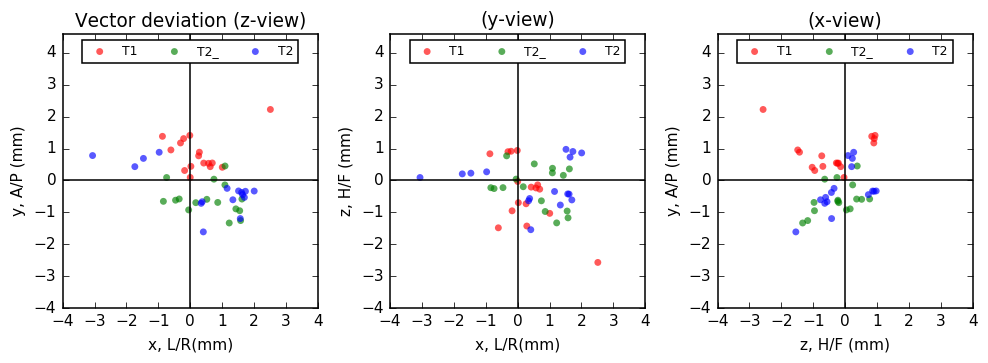 Vector deviation (z-view)
T1 T2_ T2
4
3
2
1
0
−1
−2
−3
−4
y, A/P (mm)
−4 −3 −2 −1 0 1 2 3 4
x, L/R(mm)
(y-view)
T1 T2_ T2
4
3
2
1
0
−1
−2
−3
−4
z, H/F (mm)
−4 −3 −2 −1 0 1 2 3 4
x, L/R(mm)
(x-view)
T1 T2_ T2
4
3
2
1
0
−1
−2
−3
−4
y, A/P (mm)
−4 −3 −2 −1 0 1 2 3 4
z, H/F (mm)